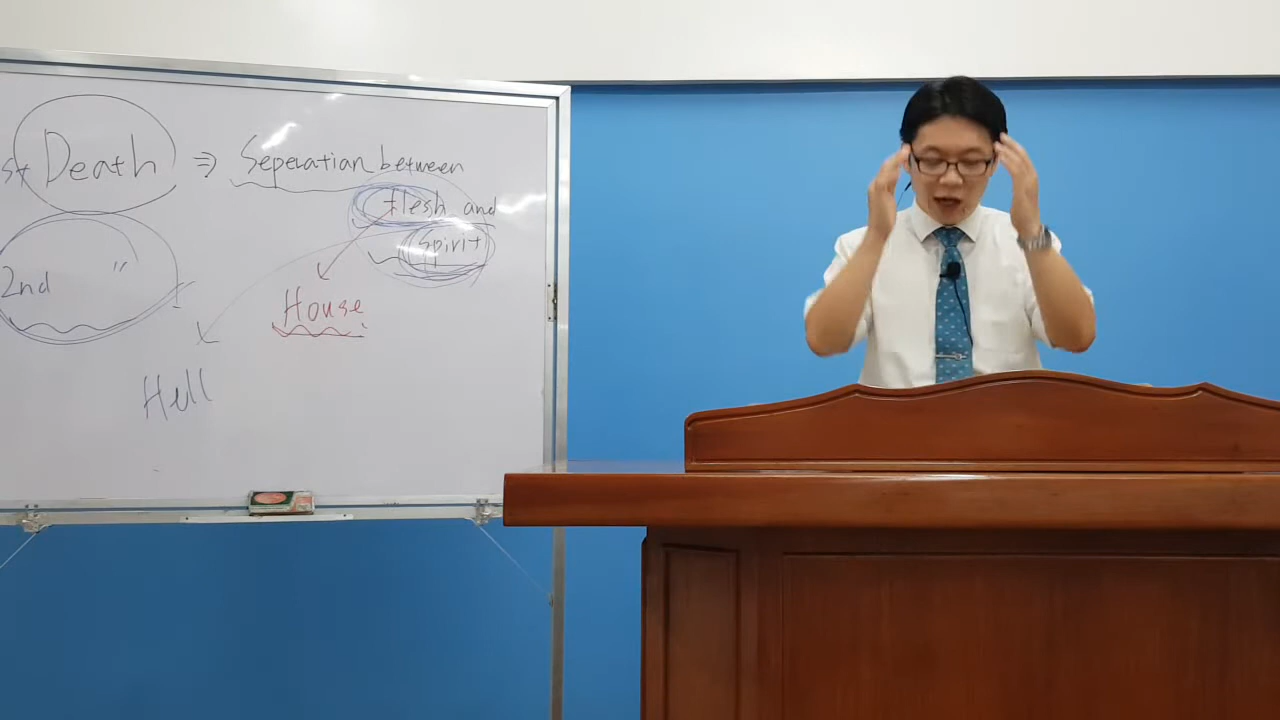 st Death ⇒ Seperation between
flesh and
Spirit
2nd "
House
Hell